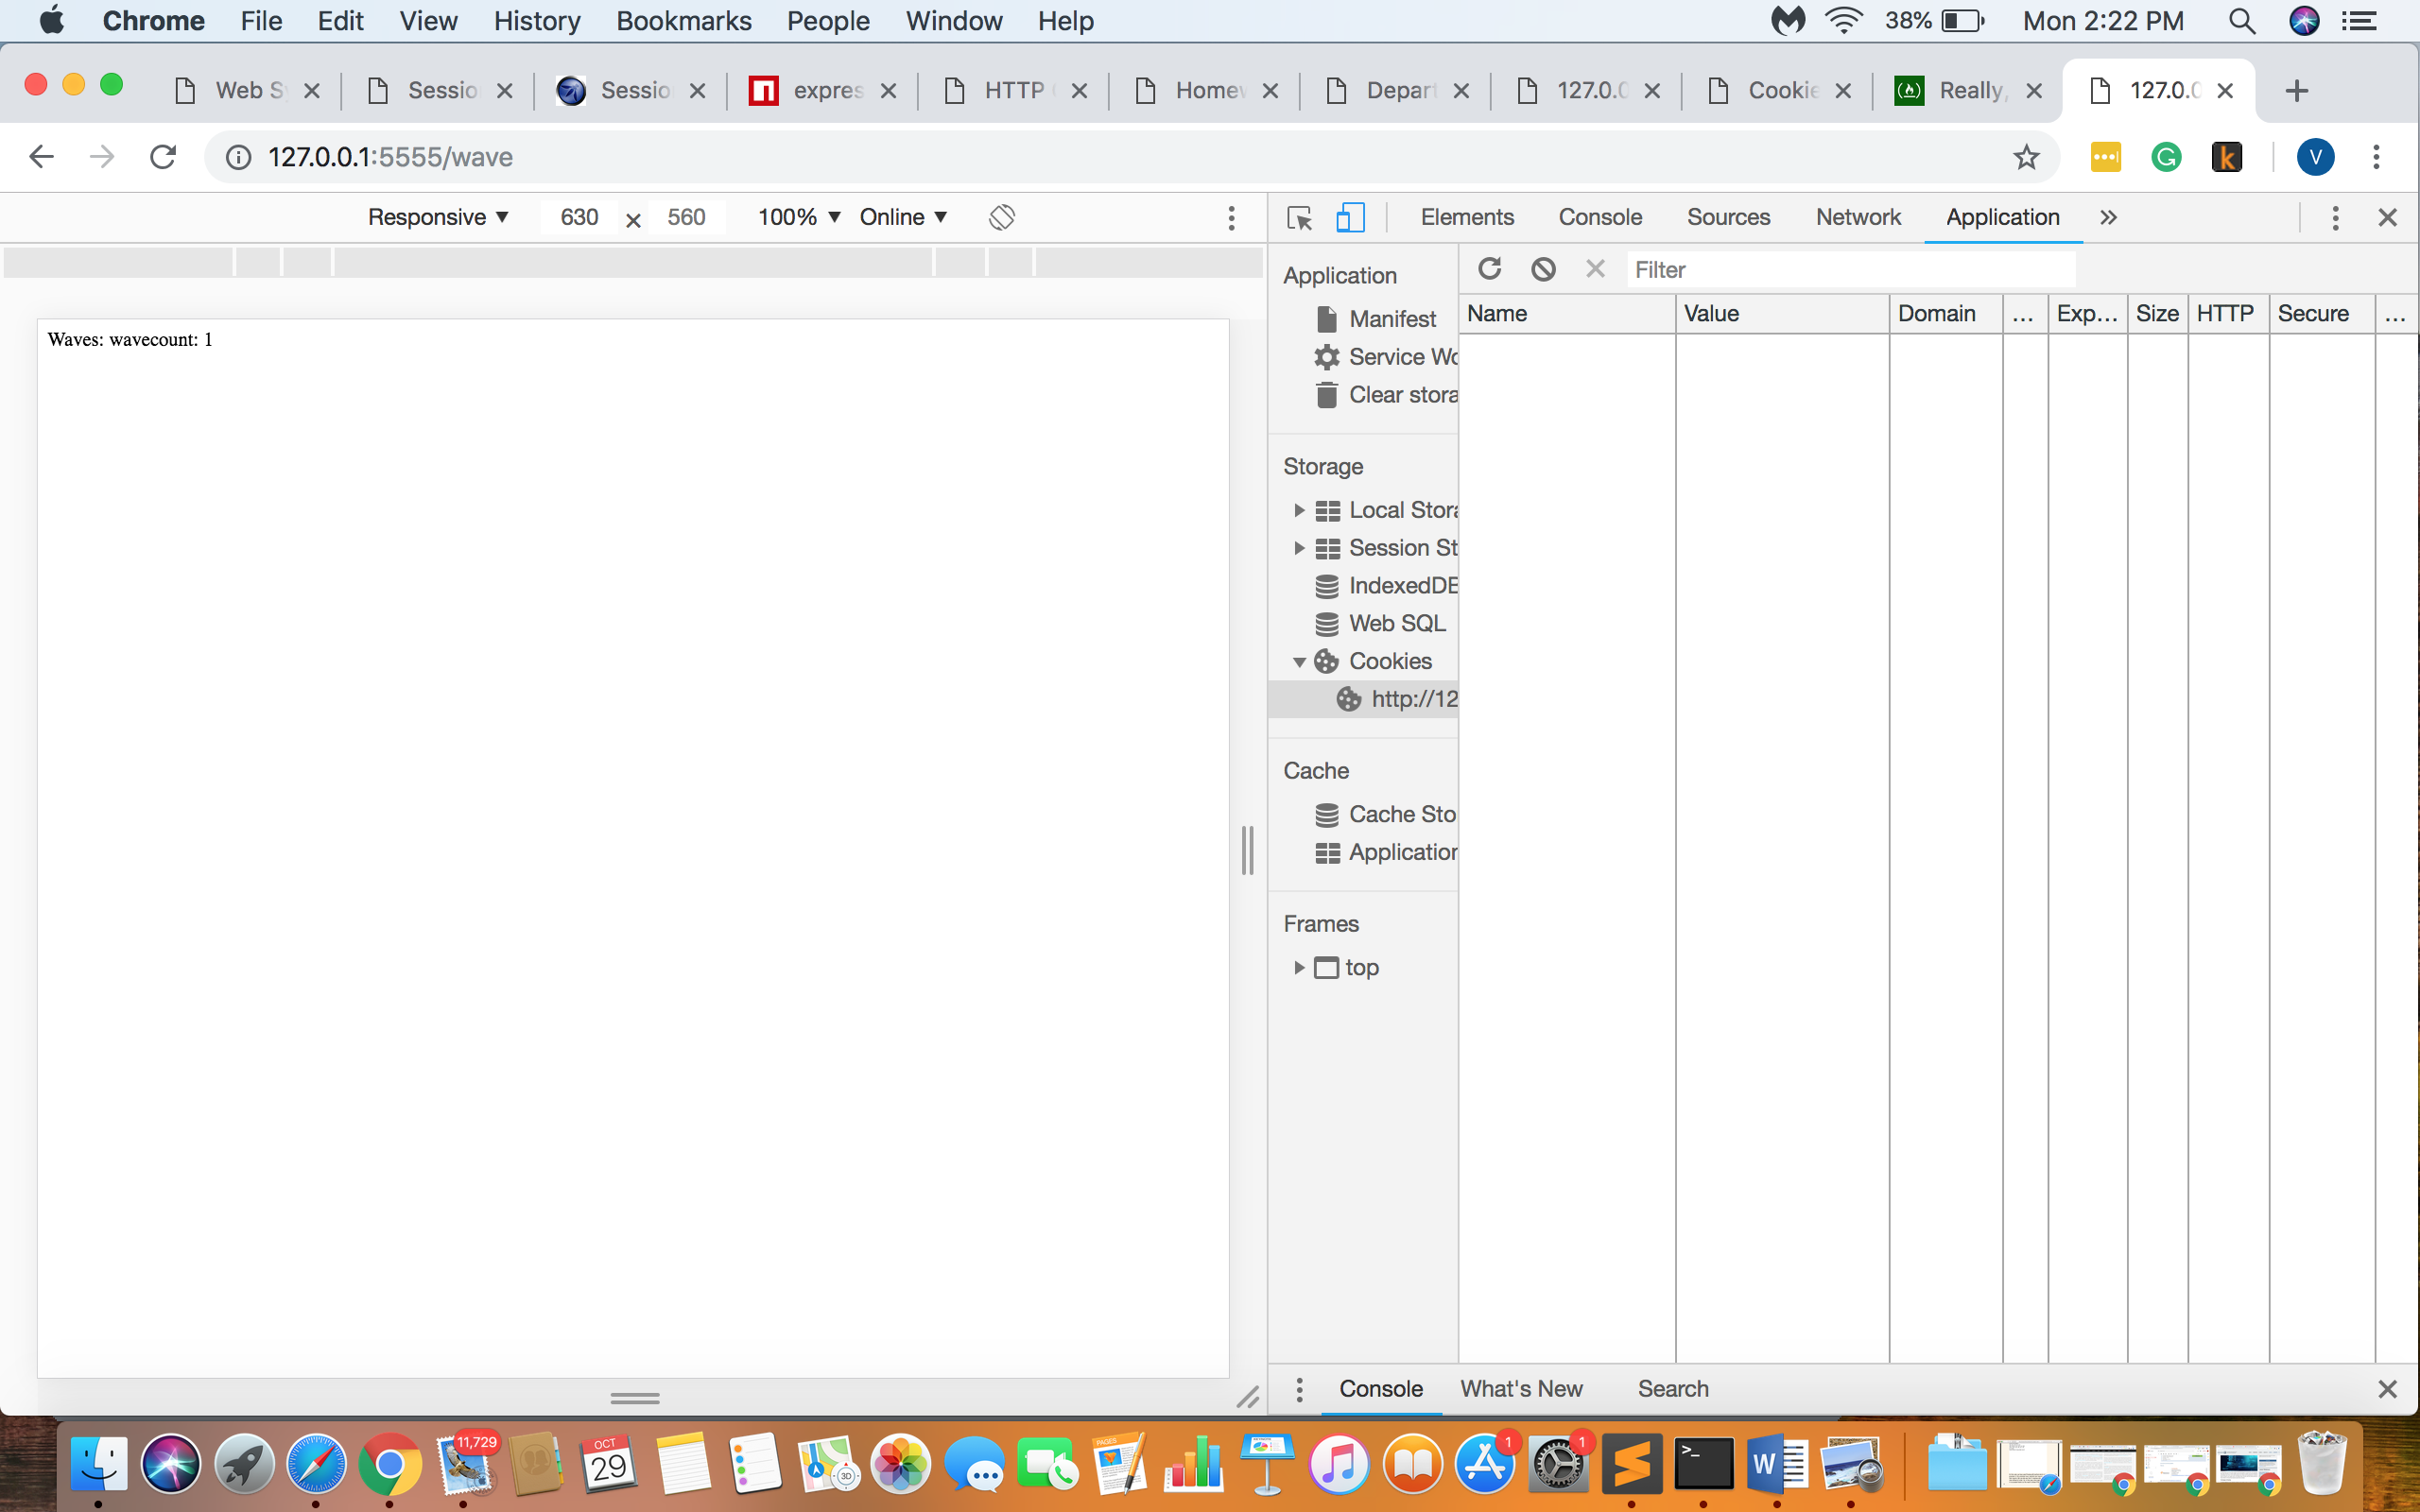 Chrome File Edit View History Bookmarks People Window Help 38% Mon 2:22 PM
Web S Sessio Sessio expres HTTP Homew Depart 127.0.0 Cookie Really, 127.0.0
127.0.0.1:5555/wave V
Responsive ▼ 630 × 560 100% ▼ Online ▼
Elements Console Sources Network Application »
Application
Manifest
Service Wo
Clear stora
Storage
Local Stora
Session St
IndexedDB
Web SQL
Cookies
http://12
Cache
Cache Sto
Application
Frames
top
Filter
Name Value Domain ... Exp... Size HTTP Secure ...
Waves: wavecount: 1
Console What's New Search
11,729 OCT 29 3D PAGES 1 1 >_ W